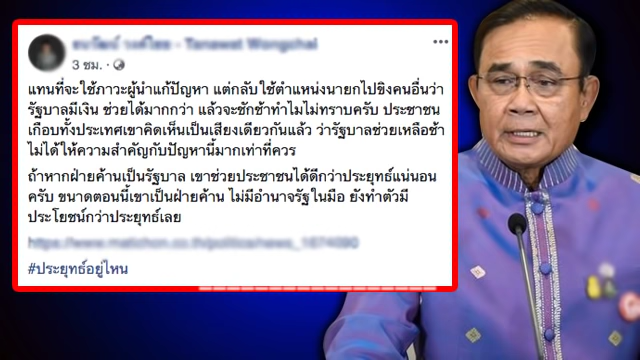 3 ชม. ·
แทนที่จะใช้ภาวะผู้นำแก้ปัญหา แต่กลับใช้ตำแหน่งนายกไปขิงคนอื่นว่า
รัฐบาลมีเงิน ช่วยได้มากกว่า แล้วจะชักช้าทำไมไม่ทราบครับ ประชาชน
เกือบทั้งประเทศเขาคิดเห็นเป็นเสียงเดียวกันแล้ว ว่ารัฐบาลช่วยเหลือช้า
ไม่ได้ให้ความสำคัญกับปัญหานี้มากเท่าที่ควร
ถ้าหากฝ่ายค้านเป็นรัฐบาล เขาช่วยประชาชนได้ดีกว่าประยุทธ์แน่นอน
ครับ ขนาดตอนนี้เขาเป็นฝ่ายค้าน ไม่มีอำนาจรัฐในมือ ยังทำตัวมี
ประโยชน์กว่าประยุทธ์เลย
#ประยุทธ์อยู่ไหน